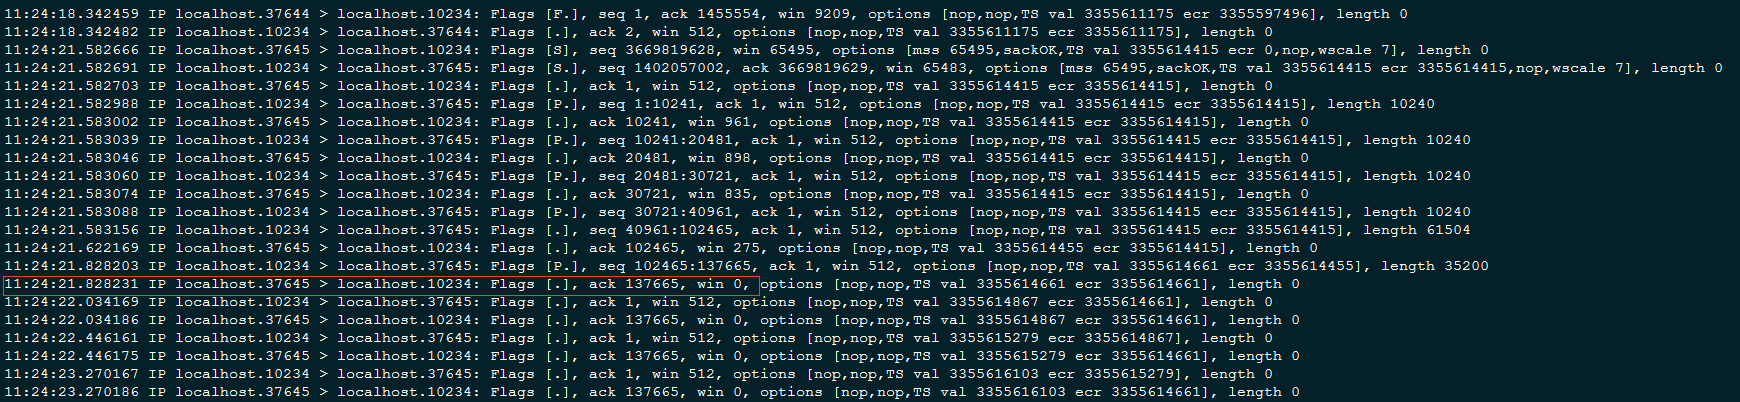 11:24:18.342459 IP localhost.37644 > localhost.10234: Flags [F.], seq 1, ack 1455554, win 9209, options [nop,nop,TS val 3355611175 ecr 3355597496], length 0
11:24:18.342482 IP localhost.10234 > localhost.37644: Flags [.], ack 2, win 512, options [nop,nop,TS val 3355611175 ecr 3355611175], length 0
11:24:21.582666 IP localhost.37645 > localhost.10234: Flags [S], seq 3669819628, win 65495, options [mss 65495,sackOK,TS val 3355614415 ecr 0,nop,wscale 7], length 0
11:24:21.582691 IP localhost.10234 > localhost.37645: Flags [S.], seq 1402057002, ack 3669819629, win 65483, options [mss 65495,sackOK,TS val 3355614415 ecr 3355614415,nop,wscale 7], length 0
11:24:21.582703 IP localhost.37645 > localhost.10234: Flags [.], ack 1, win 512, options [nop,nop,TS val 3355614415 ecr 3355614415], length 0
11:24:21.582988 IP localhost.10234 > localhost.37645: Flags [P.], seq 1:10241, ack 1, win 512, options [nop,nop,TS val 3355614415 ecr 3355614415], length 10240
11:24:21.583002 IP localhost.37645 > localhost.10234: Flags [.], ack 10241, win 961, options [nop,nop,TS val 3355614415 ecr 3355614415], length 0
11:24:21.583039 IP localhost.10234 > localhost.37645: Flags [P.], seq 10241:20481, ack 1, win 512, options [nop,nop,TS val 3355614415 ecr 3355614415], length 10240
11:24:21.583046 IP localhost.37645 > localhost.10234: Flags [.], ack 20481, win 898, options [nop,nop,TS val 3355614415 ecr 3355614415], length 0
11:24:21.583060 IP localhost.10234 > localhost.37645: Flags [P.], seq 20481:30721, ack 1, win 512, options [nop,nop,TS val 3355614415 ecr 3355614415], length 10240
11:24:21.583074 IP localhost.37645 > localhost.10234: Flags [.], ack 30721, win 835, options [nop,nop,TS val 3355614415 ecr 3355614415], length 0
11:24:21.583088 IP localhost.10234 > localhost.37645: Flags [P.], seq 30721:40961, ack 1, win 512, options [nop,nop,TS val 3355614415 ecr 3355614415], length 10240
11:24:21.583156 IP localhost.10234 > localhost.37645: Flags [.], seq 40961:102465, ack 1, win 512, options [nop,nop,TS val 3355614415 ecr 3355614415], length 61504
11:24:21.622169 IP localhost.37645 > localhost.10234: Flags [.], ack 102465, win 275, options [nop,nop,TS val 3355614455 ecr 3355614415], length 0
11:24:21.828203 IP localhost.10234 > localhost.37645: Flags [P.], seq 102465:137665, ack 1, win 512, options [nop,nop,TS val 3355614661 ecr 3355614455], length 35200
11:24:21.828231 IP localhost.37645 > localhost.10234: Flags [.], ack 137665, win 0, options [nop,nop,TS val 3355614661 ecr 3355614661], length 0
11:24:22.034169 IP localhost.10234 > localhost.37645: Flags [.], ack 1, win 512, options [nop,nop,TS val 3355614867 ecr 3355614661], length 0
11:24:22.034186 IP localhost.37645 > localhost.10234: Flags [.], ack 137665, win 0, options [nop,nop,TS val 3355614867 ecr 3355614661], length 0
11:24:22.446161 IP localhost.10234 > localhost.37645: Flags [.], ack 1, win 512, options [nop,nop,TS val 3355615279 ecr 3355614867], length 0
11:24:22.446175 IP localhost.37645 > localhost.10234: Flags [.], ack 137665, win 0, options [nop,nop,TS val 3355615279 ecr 3355614661], length 0
11:24:23.270167 IP localhost.10234 > localhost.37645: Flags [.], ack 1, win 512, options [nop,nop,TS val 3355616103 ecr 3355615279], length 0
11:24:23.270186 IP localhost.37645 > localhost.10234: Flags [.], ack 137665, win 0, options [nop,nop,TS val 3355616103 ecr 3355614661], length 0